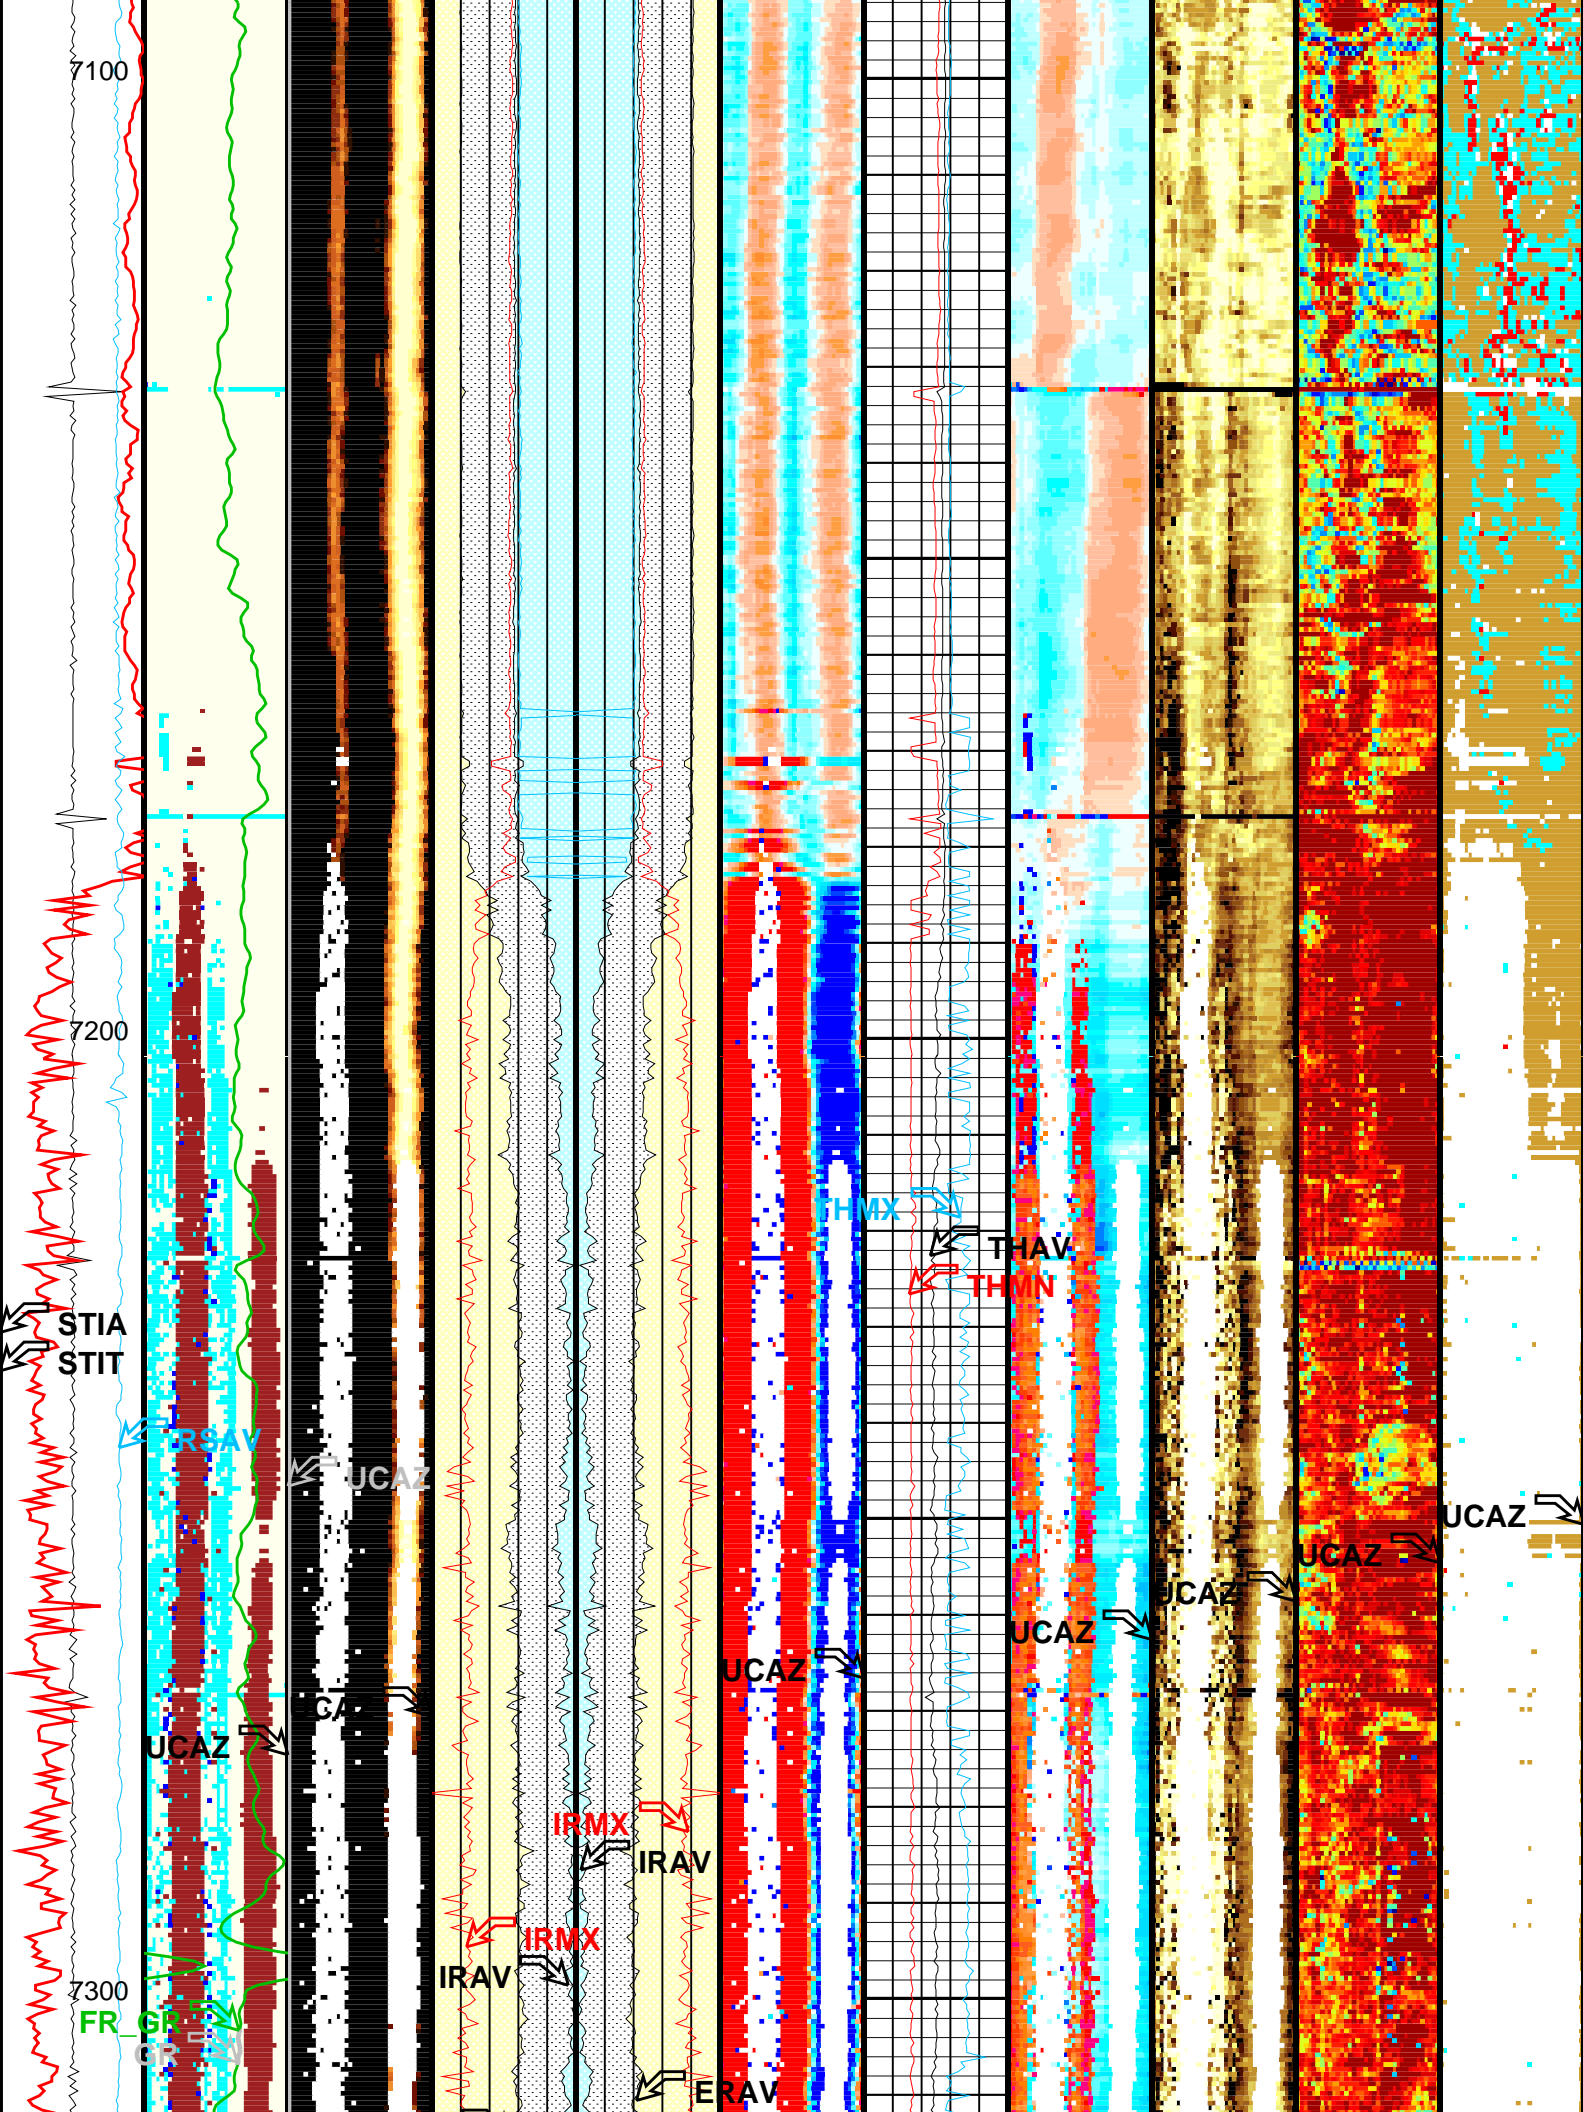 7100
7200
THMX
THAV
THMN
STIA
STIT
RSAV
UCAZ
UCAZ
UCAZ
UCAZ
UCAZ
UCAZ
UCAZ
UCAZ
IRMX
IRAV
IRMX
IRAV
7300
FR_GR
GR
ERAV